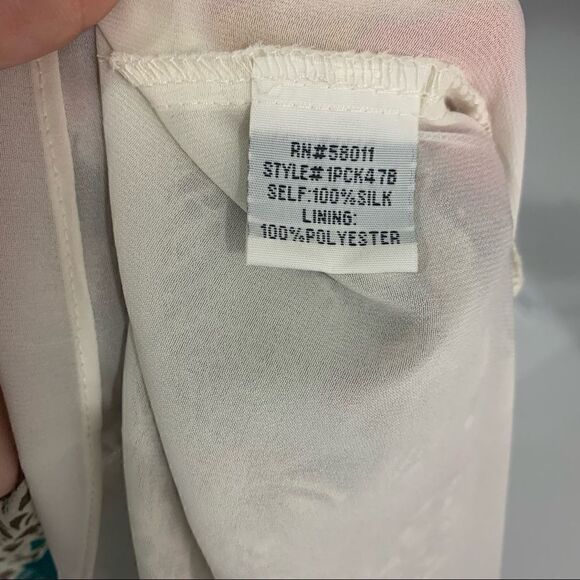 RN#58011
STYLE#1PCK47B
SELF:100%SILK
LINING:
100%POLYESTER